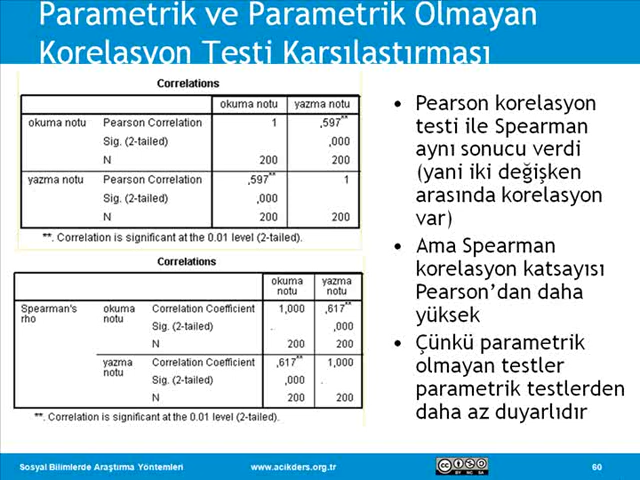 Parametrik ve Parametrik Olmayan
Korelasyon Testi Karşılaştırması
Correlations
okuma notu yazma notu
okuma notu Pearson Correlation 1 ,597**
Sig. (2-tailed) ,000
N 200 200
yazma notu Pearson Correlation ,597** 1
Sig. (2-tailed) ,000
N 200 200
**. Correlation is significant at the 0.01 level (2-tailed).
Correlations
okuma notu yazma notu
Spearman's rho okuma notu Correlation Coefficient 1,000 ,617**
Sig. (2-tailed) . ,000
N 200 200
yazma notu Correlation Coefficient ,617** 1,000
Sig. (2-tailed) ,000 .
N 200 200
**. Correlation is significant at the 0.01 level (2-tailed).
• Pearson korelasyon
testi ile Spearman
aynı sonucu verdi
(yani iki değişken
arasında korelasyon
var)
• Ama Spearman
korelasyon katsayısı
Pearson’dan daha
yüksek
• Çünkü parametrik
olmayan testler
parametrik testlerden
daha az duyarlıdır
Sosyal Bilimlerde Araştırma Yöntemleri www.acikders.org.tr 60